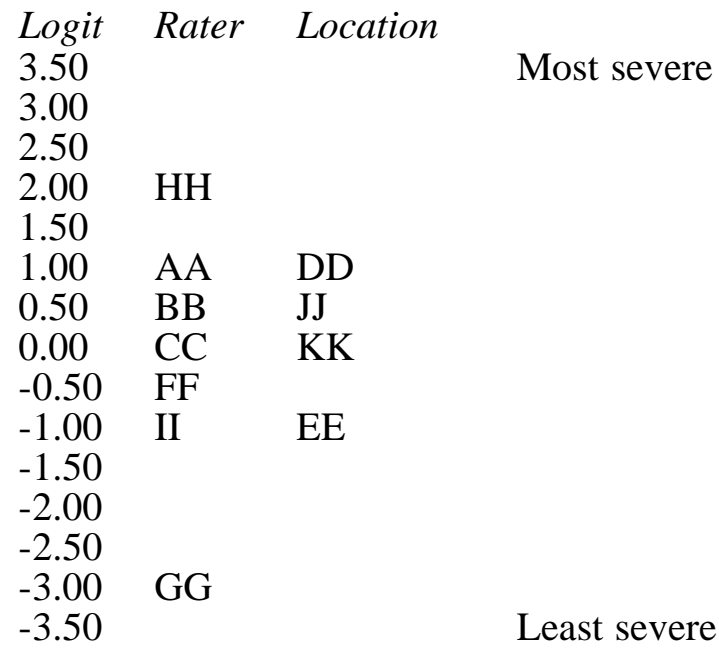 Logit Rater Location
3.50 Most severe
3.00
2.50
2.00 HH
1.50
1.00 AA DD
0.50 BB JJ
0.00 CC KK
-0.50 FF
-1.00 II EE
-1.50
-2.00
-2.50
-3.00 GG
-3.50 Least severe